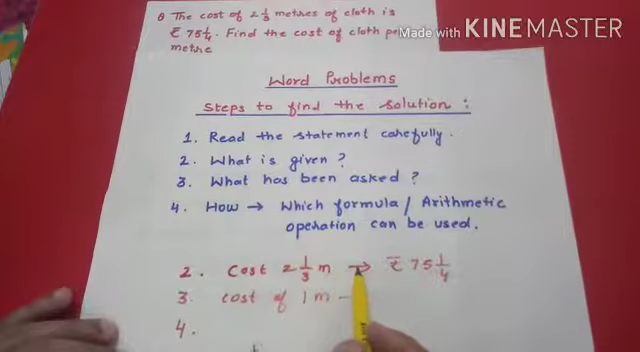 Q The cost of 2 1/3 metres of cloth is
₹ 75 1/4. Find the cost of cloth pe
metre
Made with KINEMASTER
Word Problems
Steps to find the solution :
1. Read the statement carefully.
2. What is given?
3. What has been asked?
4. How → Which formula / Arithmetic
operation can be used.
2. Cost 2 1/3 m → ₹ 75 1/4
3. cost of 1 m –
4.